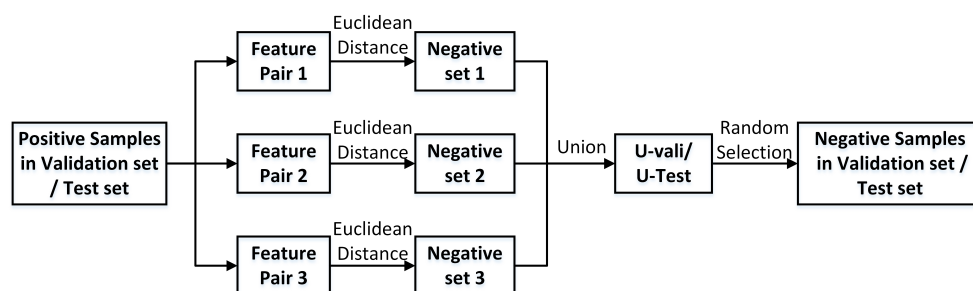 Positive Samples
in Validation set
/ Test set
Euclidean
Distance
Feature
Pair 1
Negative
set 1
Euclidean
Distance
Feature
Pair 2
Negative
set 2
Euclidean
Distance
Feature
Pair 3
Negative
set 3
Union
U-vali/
U-Test
Random
Selection
Negative Samples
in Validation set /
Test set